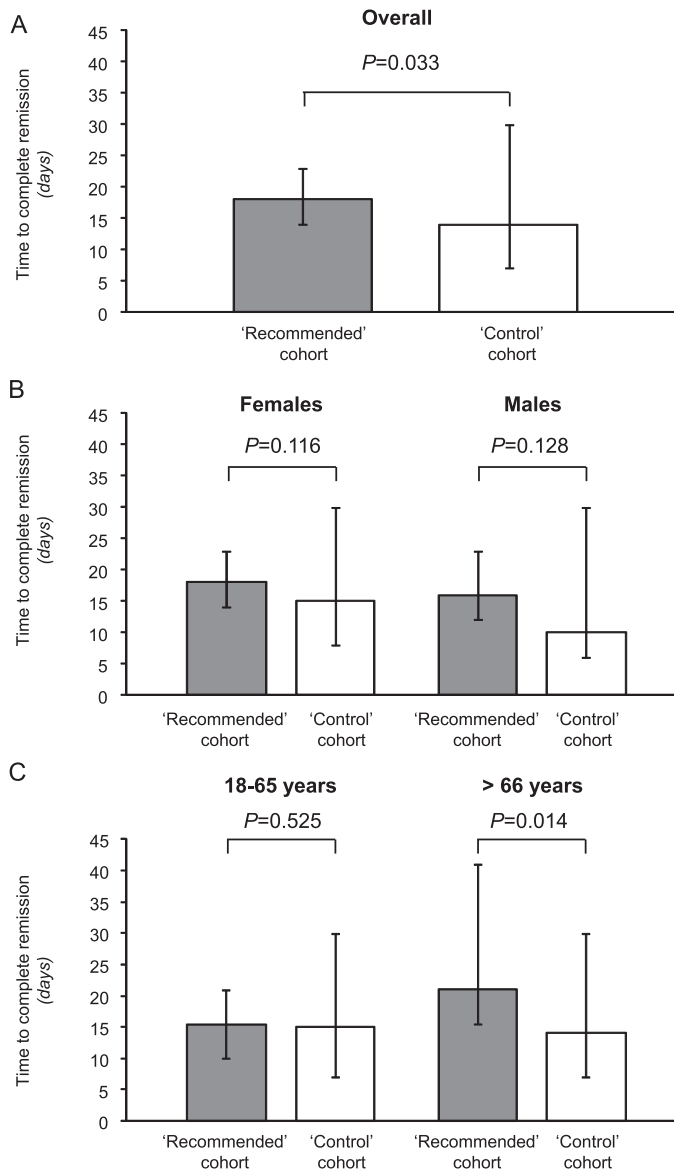 A
Overall
P=0.033
Time to complete remission
(days)
45
40
35
30
25
20
15
10
5
0
'Recommended'
cohort
'Control'
cohort
B
Females
Males
P=0.116
P=0.128
Time to complete remission
(days)
45
40
35
30
25
20
15
10
5
0
'Recommended'
cohort
'Control'
cohort
'Recommended'
cohort
'Control'
cohort
C
18-65 years
> 66 years
P=0.525
P=0.014
Time to complete remission
(days)
45
40
35
30
25
20
15
10
5
0
'Recommended'
cohort
'Control'
cohort
'Recommended'
cohort
'Control'
cohort